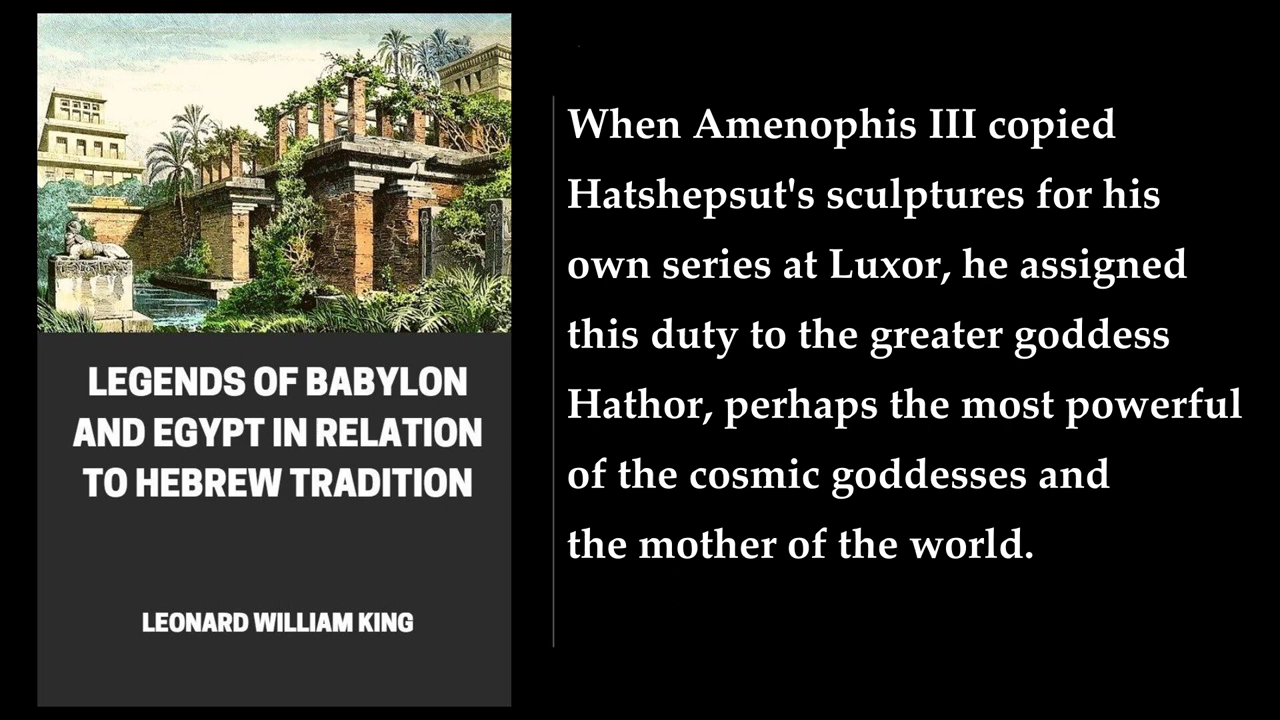 LEGENDS OF BABYLON
AND EGYPT IN RELATION
TO HEBREW TRADITION
LEONARD WILLIAM KING
When Amenophis III copied
Hatshepsut's sculptures for his
own series at Luxor, he assigned
this duty to the greater goddess
Hathor, perhaps the most powerful
of the cosmic goddesses and
the mother of the world.